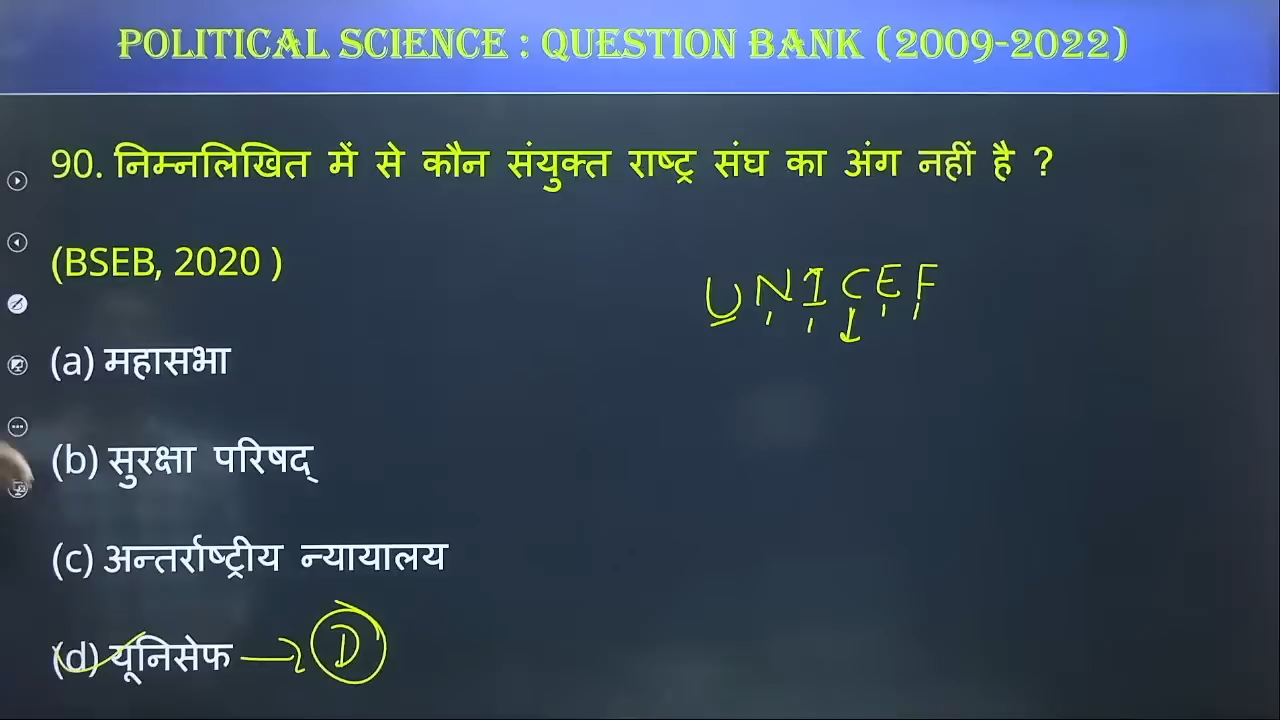 POLITICAL SCIENCE : QUESTION BANK (2009-2022)
90. निम्नलिखित में से कौन संयुक्त राष्ट्र संघ का अंग नहीं है ?
(BSEB, 2020 )
UNICEF
(a) महासभा
(b) सुरक्षा परिषद्
(c) अन्तर्राष्ट्रीय न्यायालय
(d) यूनिसेफ → D